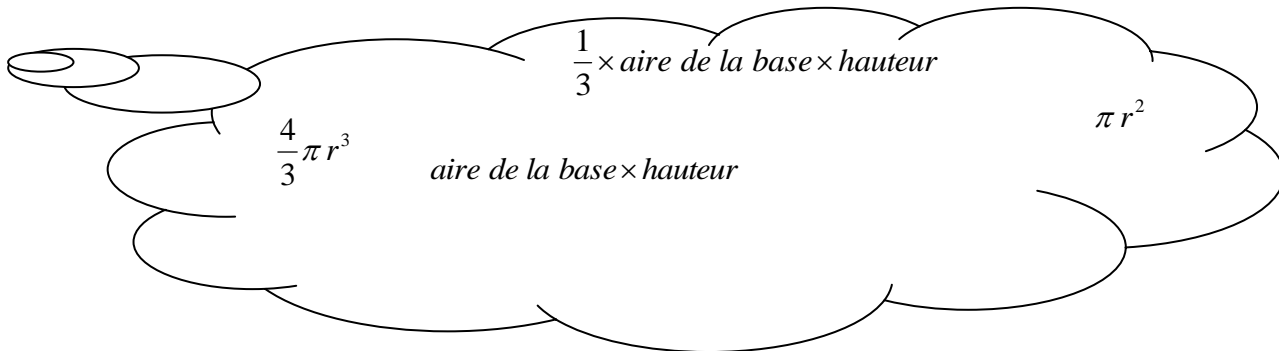 1/3 × aire de la base × hauteur
π r²
4/3 π r³
aire de la base × hauteur